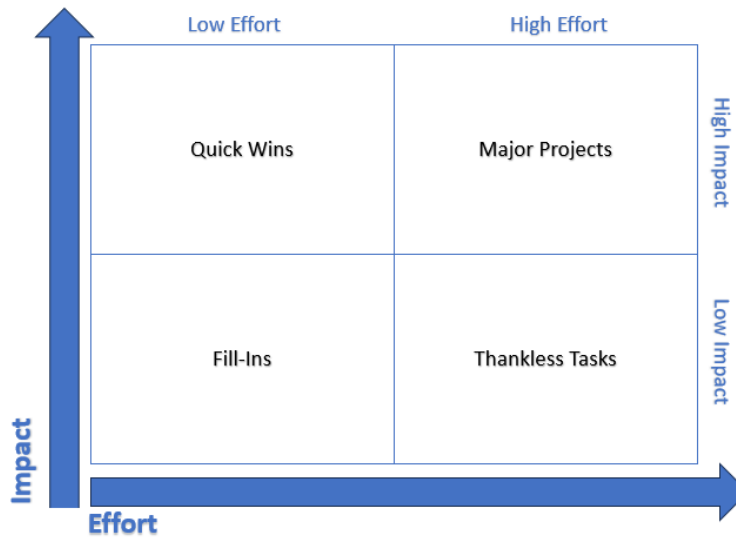 Low Effort
High Effort
Quick Wins
Major Projects
High Impact
Fill-Ins
Thankless Tasks
Low Impact
Impact
Effort